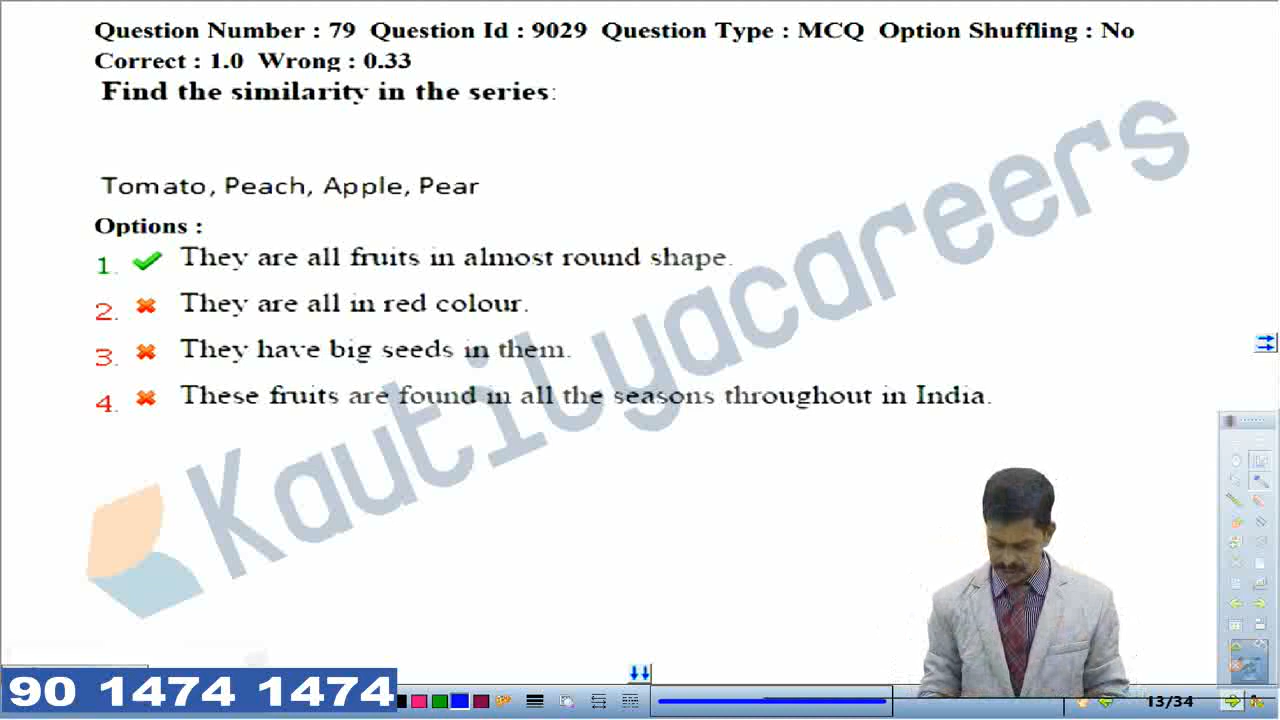 Question Number : 79 Question Id : 9029 Question Type : MCQ Option Shuffling : No
Correct : 1.0 Wrong : 0.33
Find the similarity in the series:
Tomato, Peach, Apple, Pear
Options :
1. They are all fruits in almost round shape.
2. They are all in red colour.
3. They have big seeds in them.
4. These fruits are found in all the seasons throughout in India.
Kautilyacareers
90 1474 1474
13/34